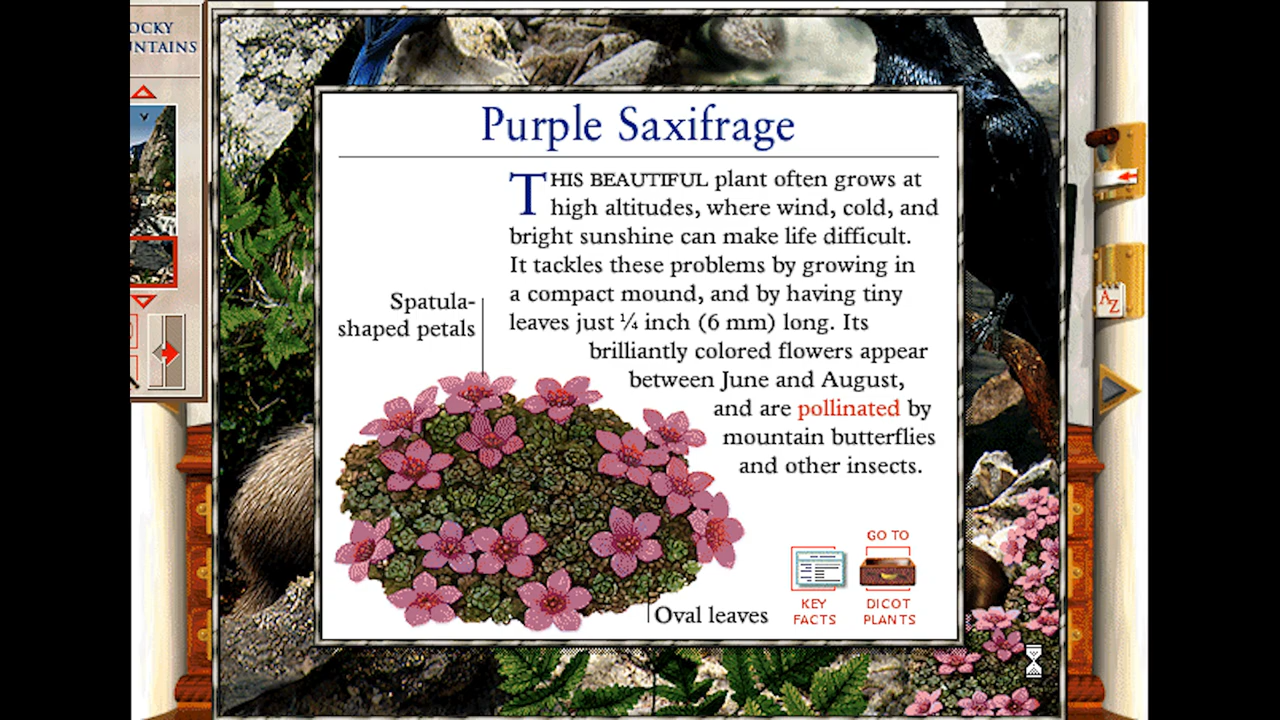 OCKY
UNTAINS
Purple Saxifrage
THIS BEAUTIFUL plant often grows at
high altitudes, where wind, cold, and
bright sunshine can make life difficult.
It tackles these problems by growing in
a compact mound, and by having tiny
leaves just ¼ inch (6 mm) long. Its
brilliantly colored flowers appear
between June and August,
and are pollinated by
mountain butterflies
and other insects.
Spatula-
shaped petals
Oval leaves
KEY
FACTS
GO TO
DICOT
PLANTS
AZ